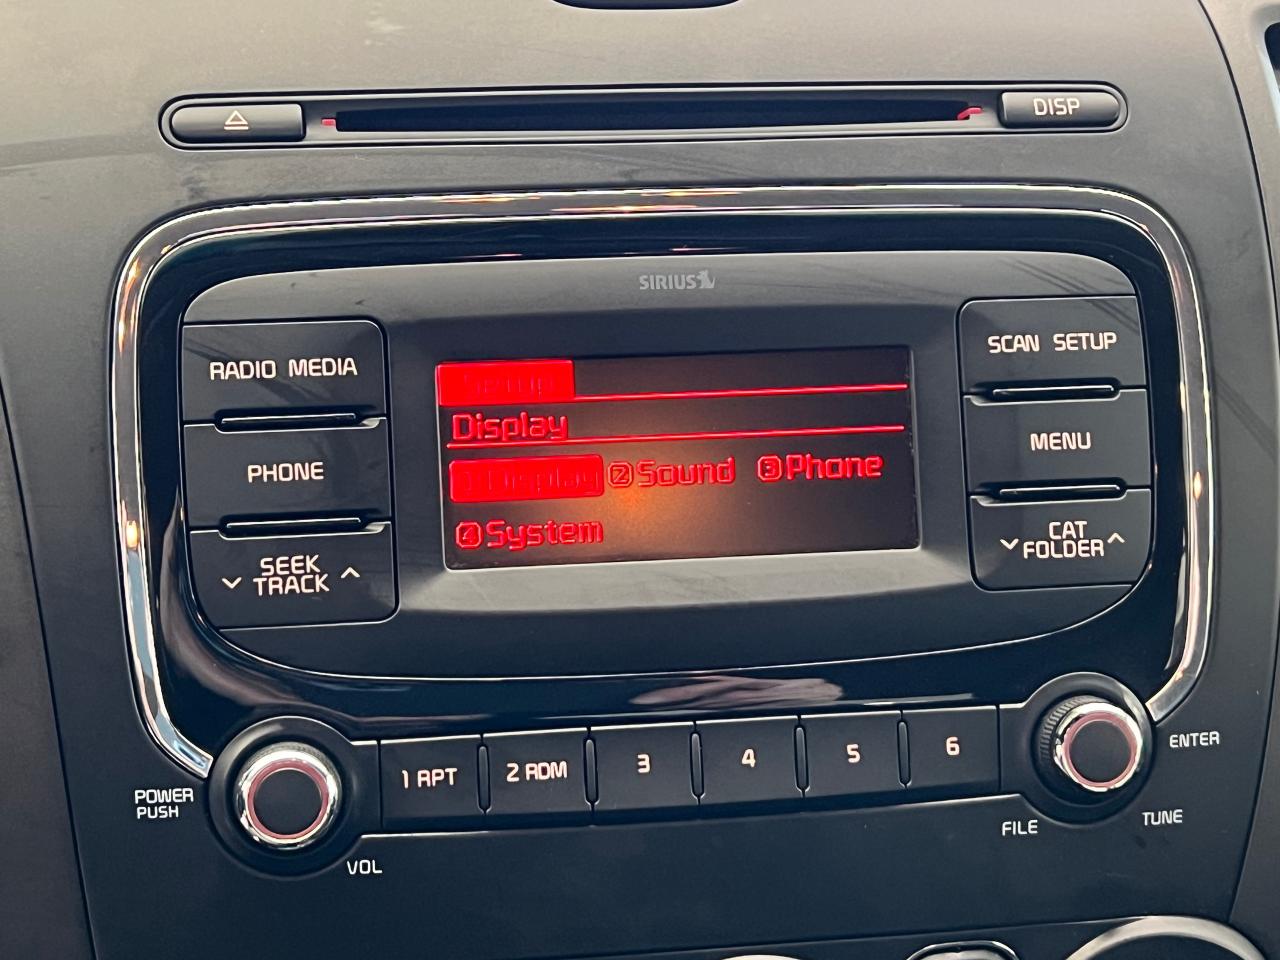 DISP
SIRIUS
RADIO MEDIA
SCAN SETUP
Setup
Display
PHONE
MENU
1 Display 2 Sound 3 Phone
4 System
SEEK
TRACK
CAT
FOLDER
1 RPT 2 RDM 3 4 5 6
POWER
PUSH
VOL
ENTER
FILE
TUNE